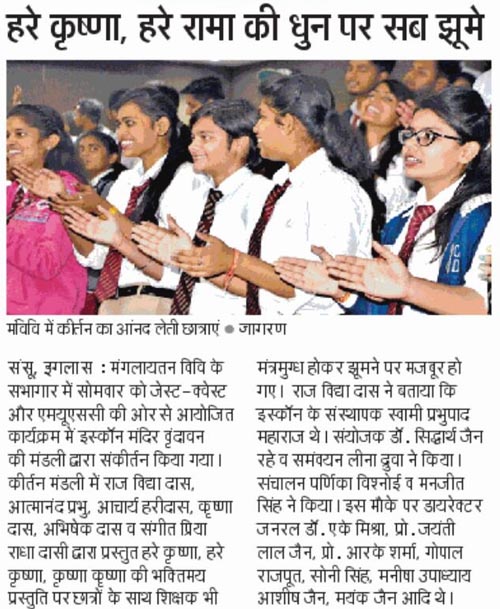 हरे कृष्णा, हरे रामा की धुन पर सब झूमे
मंविवि में कीर्तन का आंनद लेती छात्राएं ● जागरण
संसू, इगलास : मंगलायतन विवि के
सभागार में सोमवार को जेस्ट-क्वेस्ट
और एमयूएससी की ओर से आयोजित
कार्यक्रम में इस्कॉन मंदिर वृंदावन
की मंडली द्वारा संकीर्तन किया गया।
कीर्तन मंडली में राज विद्या दास,
आत्मानंद प्रभु, आचार्य हरीदास, कृष्णा
दास, अभिषेक दास व संगीत प्रिया
राधा दासी द्वारा प्रस्तुत हरे कृष्णा, हरे
कृष्णा, कृष्णा कृष्णा की भक्तिमय
प्रस्तुति पर छात्रों के साथ शिक्षक भी
मंत्रमुग्ध होकर झूमने पर मजबूर हो
गए। राज विद्या दास ने बताया कि
इस्कॉन के संस्थापक स्वामी प्रभुपाद
महाराज थे। संयोजक डॉ. सिद्धार्थ जैन
रहे व समंवयन लीना द्रुवा ने किया।
संचालन पर्णिका विश्नोई व मनजीत
सिंह ने किया। इस मौके पर डायरेक्टर
जनरल डॉ. एके मिश्रा, प्रो. जयंती
लाल जैन, प्रो. आरके शर्मा, गोपाल
राजपूत, सोनी सिंह, मनीषा उपाध्याय
आशीष जैन, मयंक जैन आदि थे।